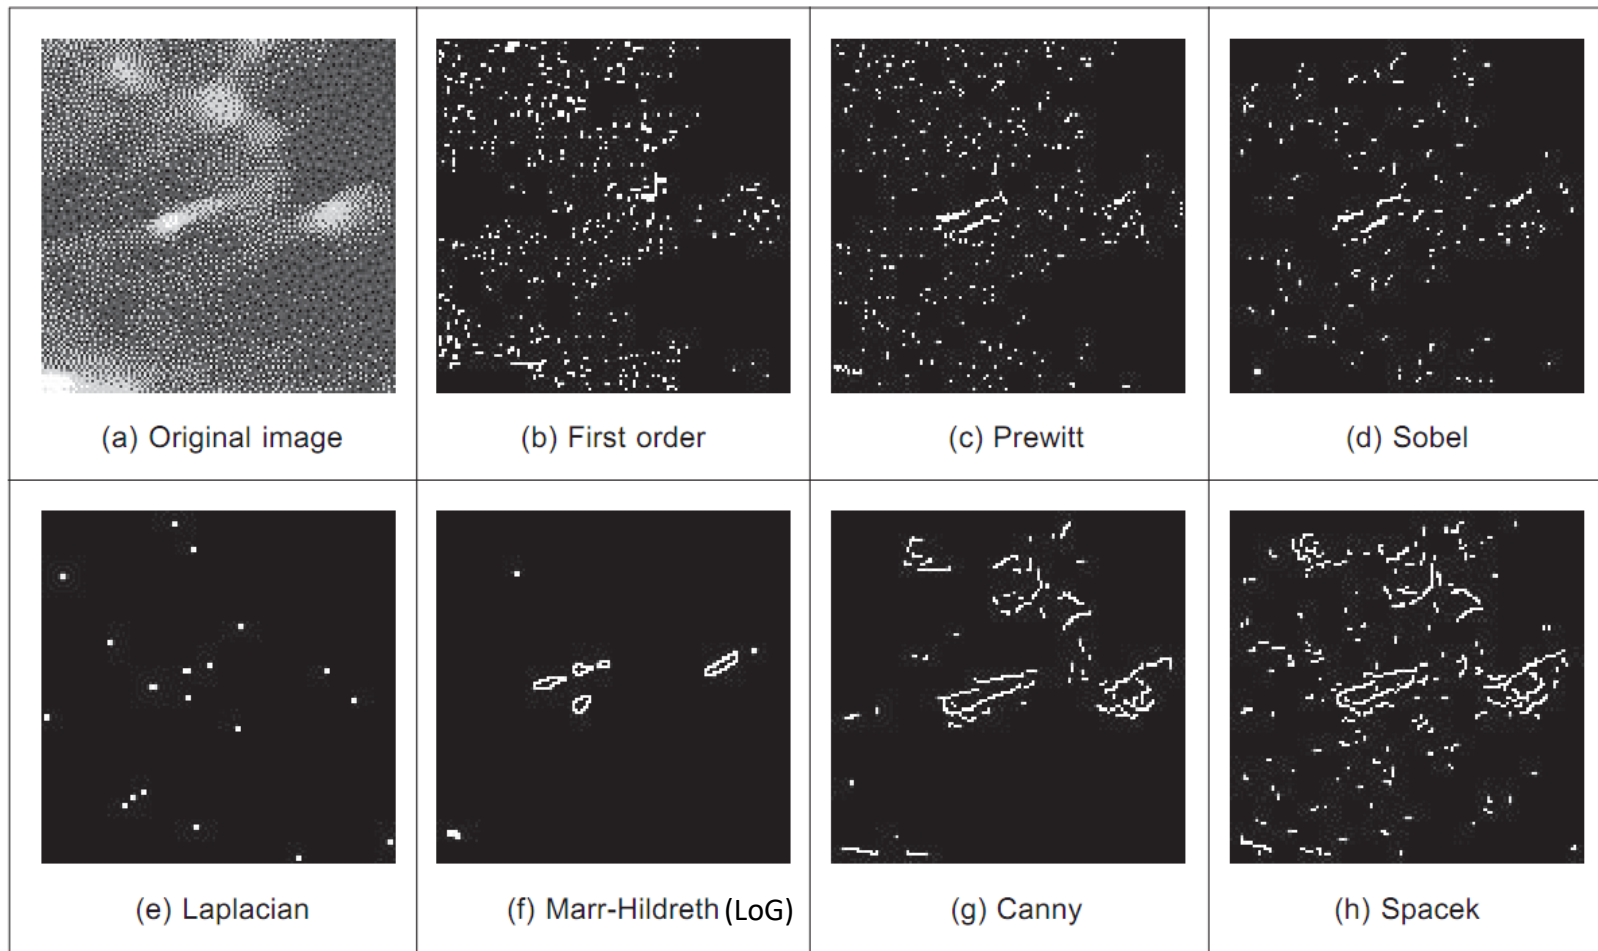 (a) Original image
(b) First order
(c) Prewitt
(d) Sobel
(e) Laplacian
(f) Marr-Hildreth (LoG)
(g) Canny
(h) Spacek